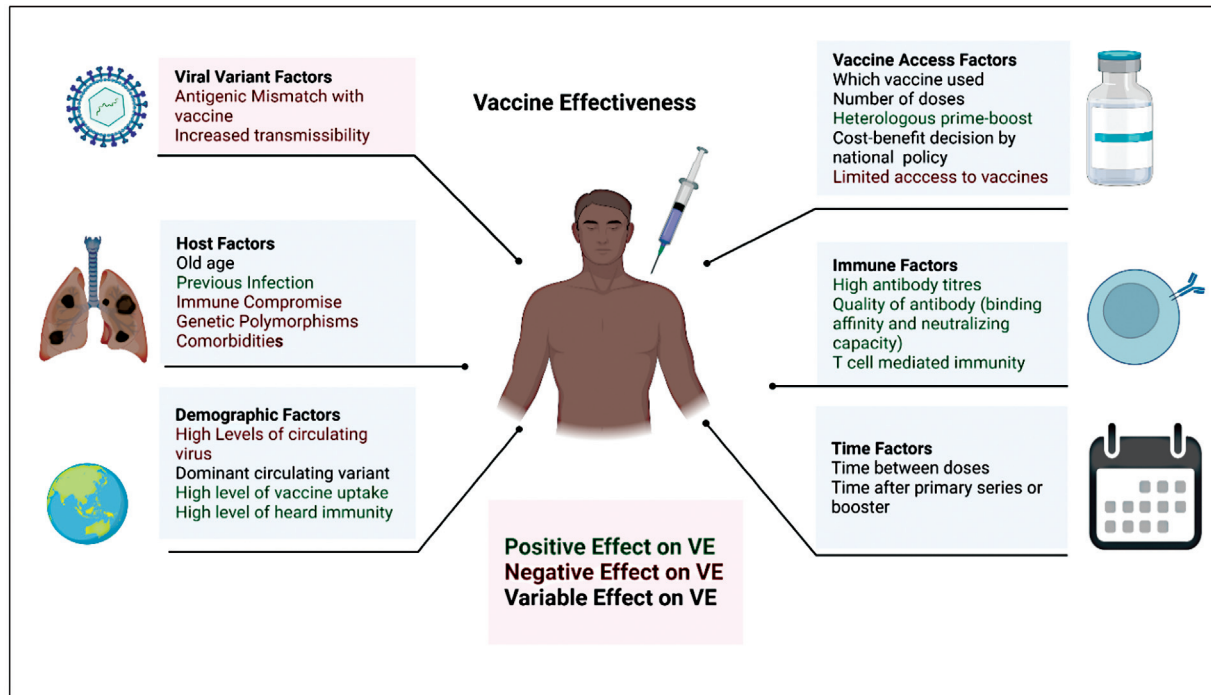 Viral Variant Factors
Antigenic Mismatch with
vaccine
Increased transmissibility
Host Factors
Old age
Previous Infection
Immune Compromise
Genetic Polymorphisms
Comorbidities
Demographic Factors
High Levels of circulating
virus
Dominant circulating variant
High level of vaccine uptake
High level of heard immunity
Vaccine Effectiveness
Positive Effect on VE
Negative Effect on VE
Variable Effect on VE
Vaccine Access Factors
Which vaccine used
Number of doses
Heterologous prime-boost
Cost-benefit decision by
national policy
Limited acccess to vaccines
Immune Factors
High antibody titres
Quality of antibody (binding
affinity and neutralizing
capacity)
T cell mediated immunity
Time Factors
Time between doses
Time after primary series or
booster